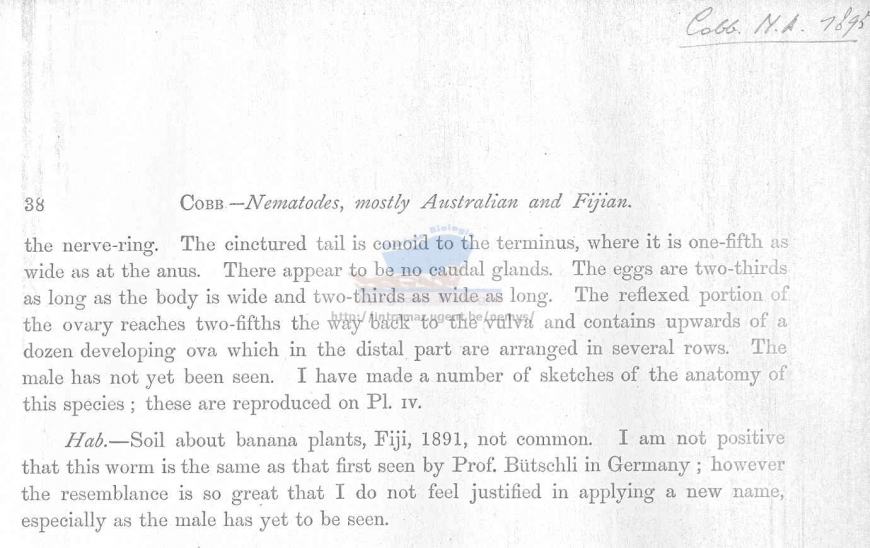 Cobb. N.A. 1895
38 COBB—Nematodes, mostly Australian and Fijian.
the nerve-ring. The cinctured tail is conoid to the terminus, where it is one-fifth as
wide as at the anus. There appear to be no caudal glands. The eggs are two-thirds
as long as the body is wide and two-thirds as wide as long. The reflexed portion of
the ovary reaches two-fifths the way back to the vulva and contains upwards of a
dozen developing ova which in the distal part are arranged in several rows. The
male has not yet been seen. I have made a number of sketches of the anatomy of
this species ; these are reproduced on Pl. IV.
Hab.—Soil about banana plants, Fiji, 1891, not common. I am not positive
that this worm is the same as that first seen by Prof. Bütschli in Germany ; however
the resemblance is so great that I do not feel justified in applying a new name,
especially as the male has yet to be seen.